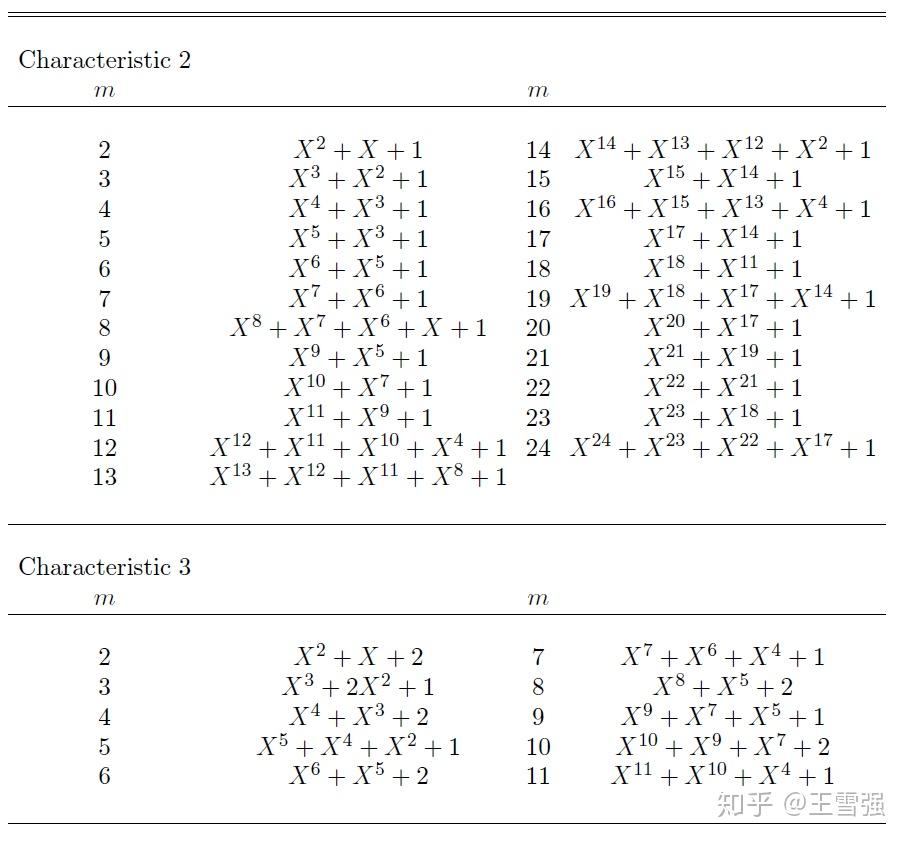 Characteristic 2
m m
2 X^2 + X + 1 14 X^14 + X^13 + X^12 + X^2 + 1
3 X^3 + X^2 + 1 15 X^15 + X^14 + 1
4 X^4 + X^3 + 1 16 X^16 + X^15 + X^13 + X^4 + 1
5 X^5 + X^3 + 1 17 X^17 + X^14 + 1
6 X^6 + X^5 + 1 18 X^18 + X^11 + 1
7 X^7 + X^6 + 1 19 X^19 + X^18 + X^17 + X^14 + 1
8 X^8 + X^7 + X^6 + X + 1 20 X^20 + X^17 + 1
9 X^9 + X^5 + 1 21 X^21 + X^19 + 1
10 X^10 + X^7 + 1 22 X^22 + X^21 + 1
11 X^11 + X^9 + 1 23 X^23 + X^18 + 1
12 X^12 + X^11 + X^10 + X^4 + 1 24 X^24 + X^23 + X^22 + X^17 + 1
13 X^13 + X^12 + X^11 + X^8 + 1
Characteristic 3
m m
2 X^2 + X + 2 7 X^7 + X^6 + X^4 + 1
3 X^3 + 2X^2 + 1 8 X^8 + X^5 + 2
4 X^4 + X^3 + 2 9 X^9 + X^7 + X^5 + 1
5 X^5 + X^4 + X^2 + 1 10 X^10 + X^9 + X^7 + 2
6 X^6 + X^5 + 2 11 X^11 + X^10 + X^4 + 1
知乎 @王雪强